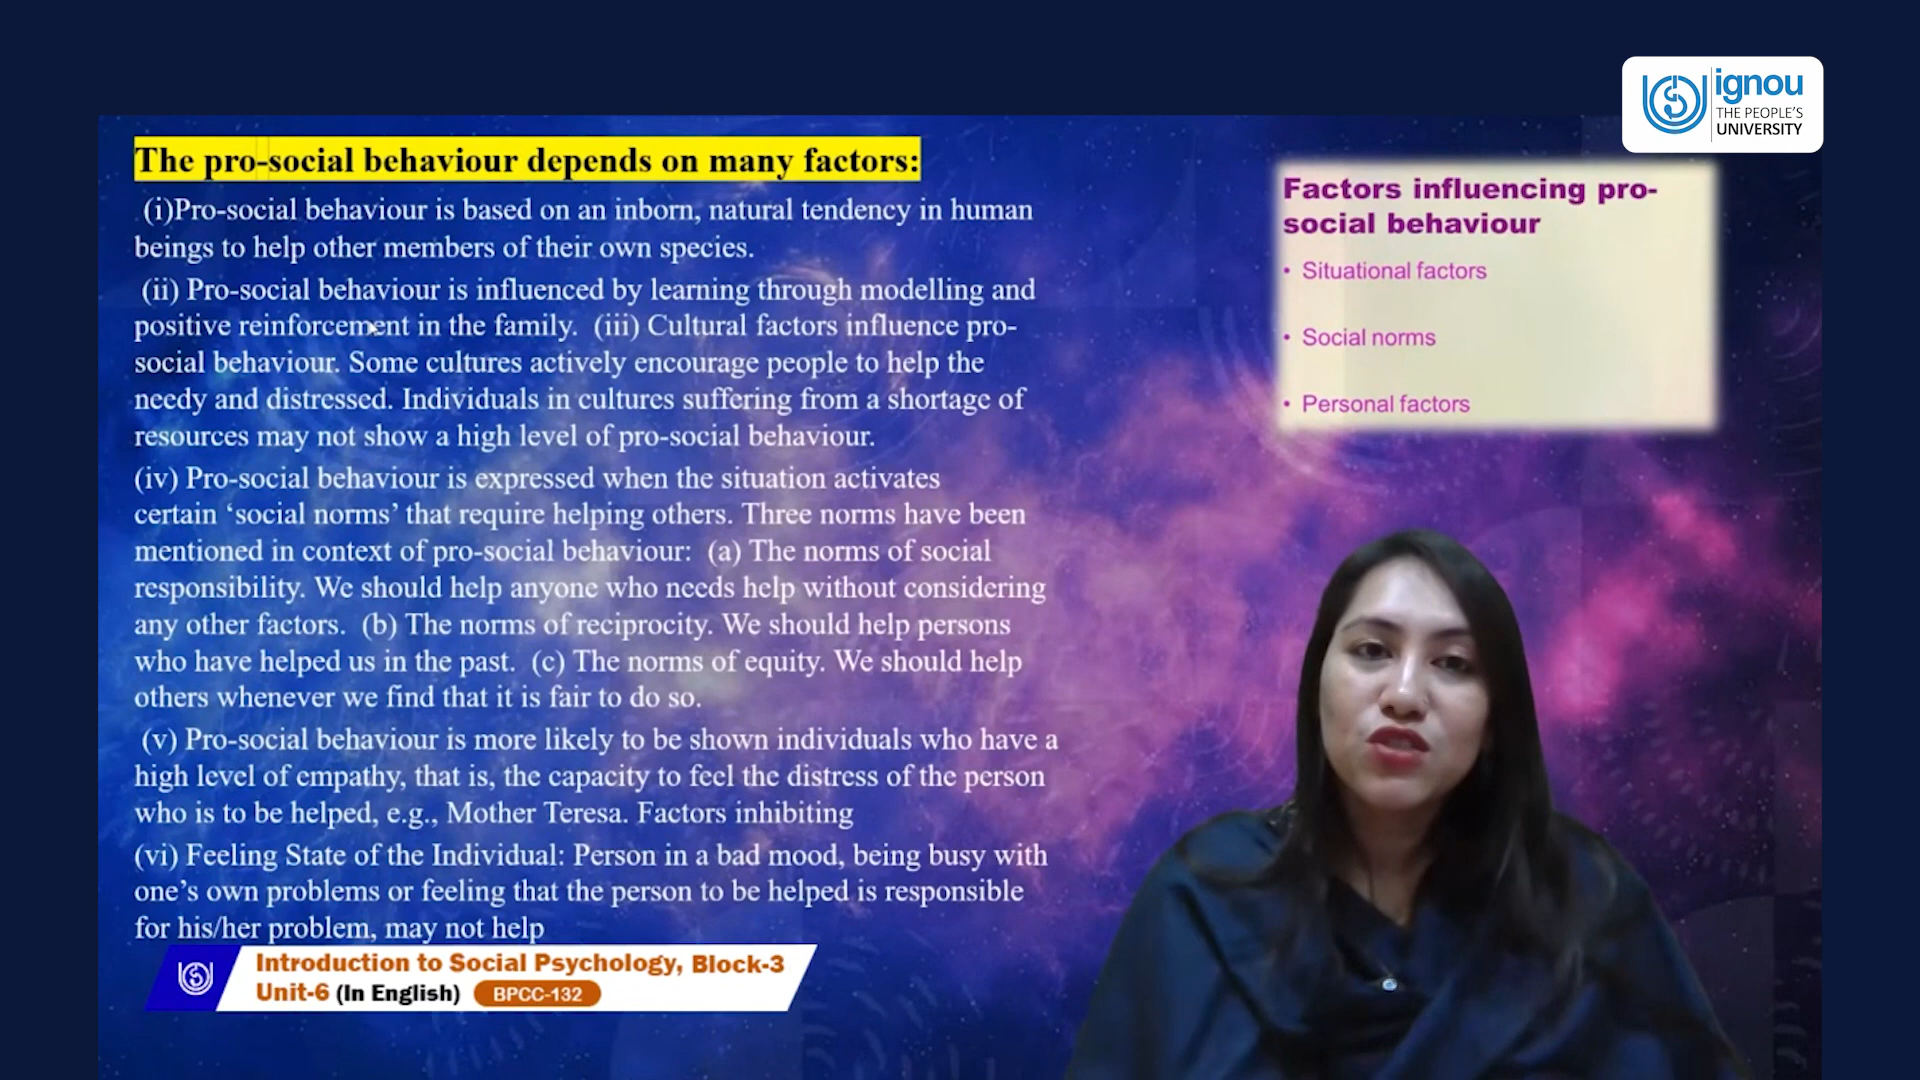 ignou
THE PEOPLE'S
UNIVERSITY
The pro-social behaviour depends on many factors:
(i)Pro-social behaviour is based on an inborn, natural tendency in human
beings to help other members of their own species.
(ii) Pro-social behaviour is influenced by learning through modelling and
positive reinforcement in the family. (iii) Cultural factors influence pro-
social behaviour. Some cultures actively encourage people to help the
needy and distressed. Individuals in cultures suffering from a shortage of
resources may not show a high level of pro-social behaviour.
(iv) Pro-social behaviour is expressed when the situation activates
certain ‘social norms’ that require helping others. Three norms have been
mentioned in context of pro-social behaviour: (a) The norms of social
responsibility. We should help anyone who needs help without considering
any other factors. (b) The norms of reciprocity. We should help persons
who have helped us in the past. (c) The norms of equity. We should help
others whenever we find that it is fair to do so.
(v) Pro-social behaviour is more likely to be shown individuals who have a
high level of empathy, that is, the capacity to feel the distress of the person
who is to be helped, e.g., Mother Teresa. Factors inhibiting
(vi) Feeling State of the Individual: Person in a bad mood, being busy with
one’s own problems or feeling that the person to be helped is responsible
for his/her problem, may not help
Factors influencing pro-
social behaviour
• Situational factors
• Social norms
• Personal factors
Introduction to Social Psychology, Block-3
Unit-6 (In English) BPCC-132